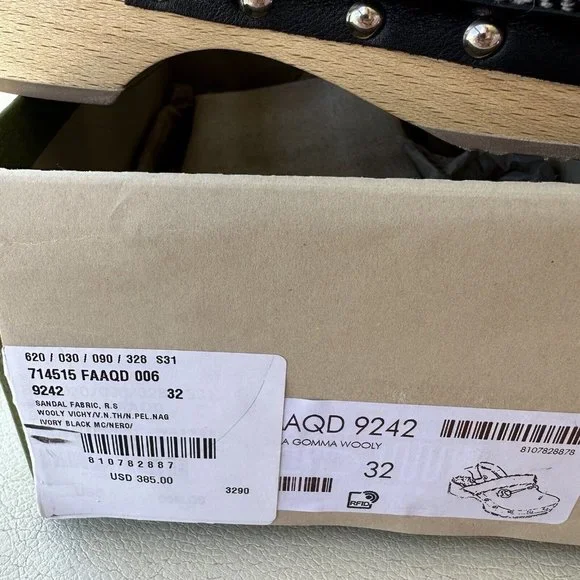 620 / 030 / 090 / 328 S31
714515 FAAQD 006
9242 32
SANDAL FABRIC, R.S
WOOLY VICHY/V.N.TH/N.PEL.NAG
IVORY BLACK MC/NERO/
810782887
USD 385.00
3290
AAQD 9242
A GOMMA WOOLY
8107828878
32
RFID